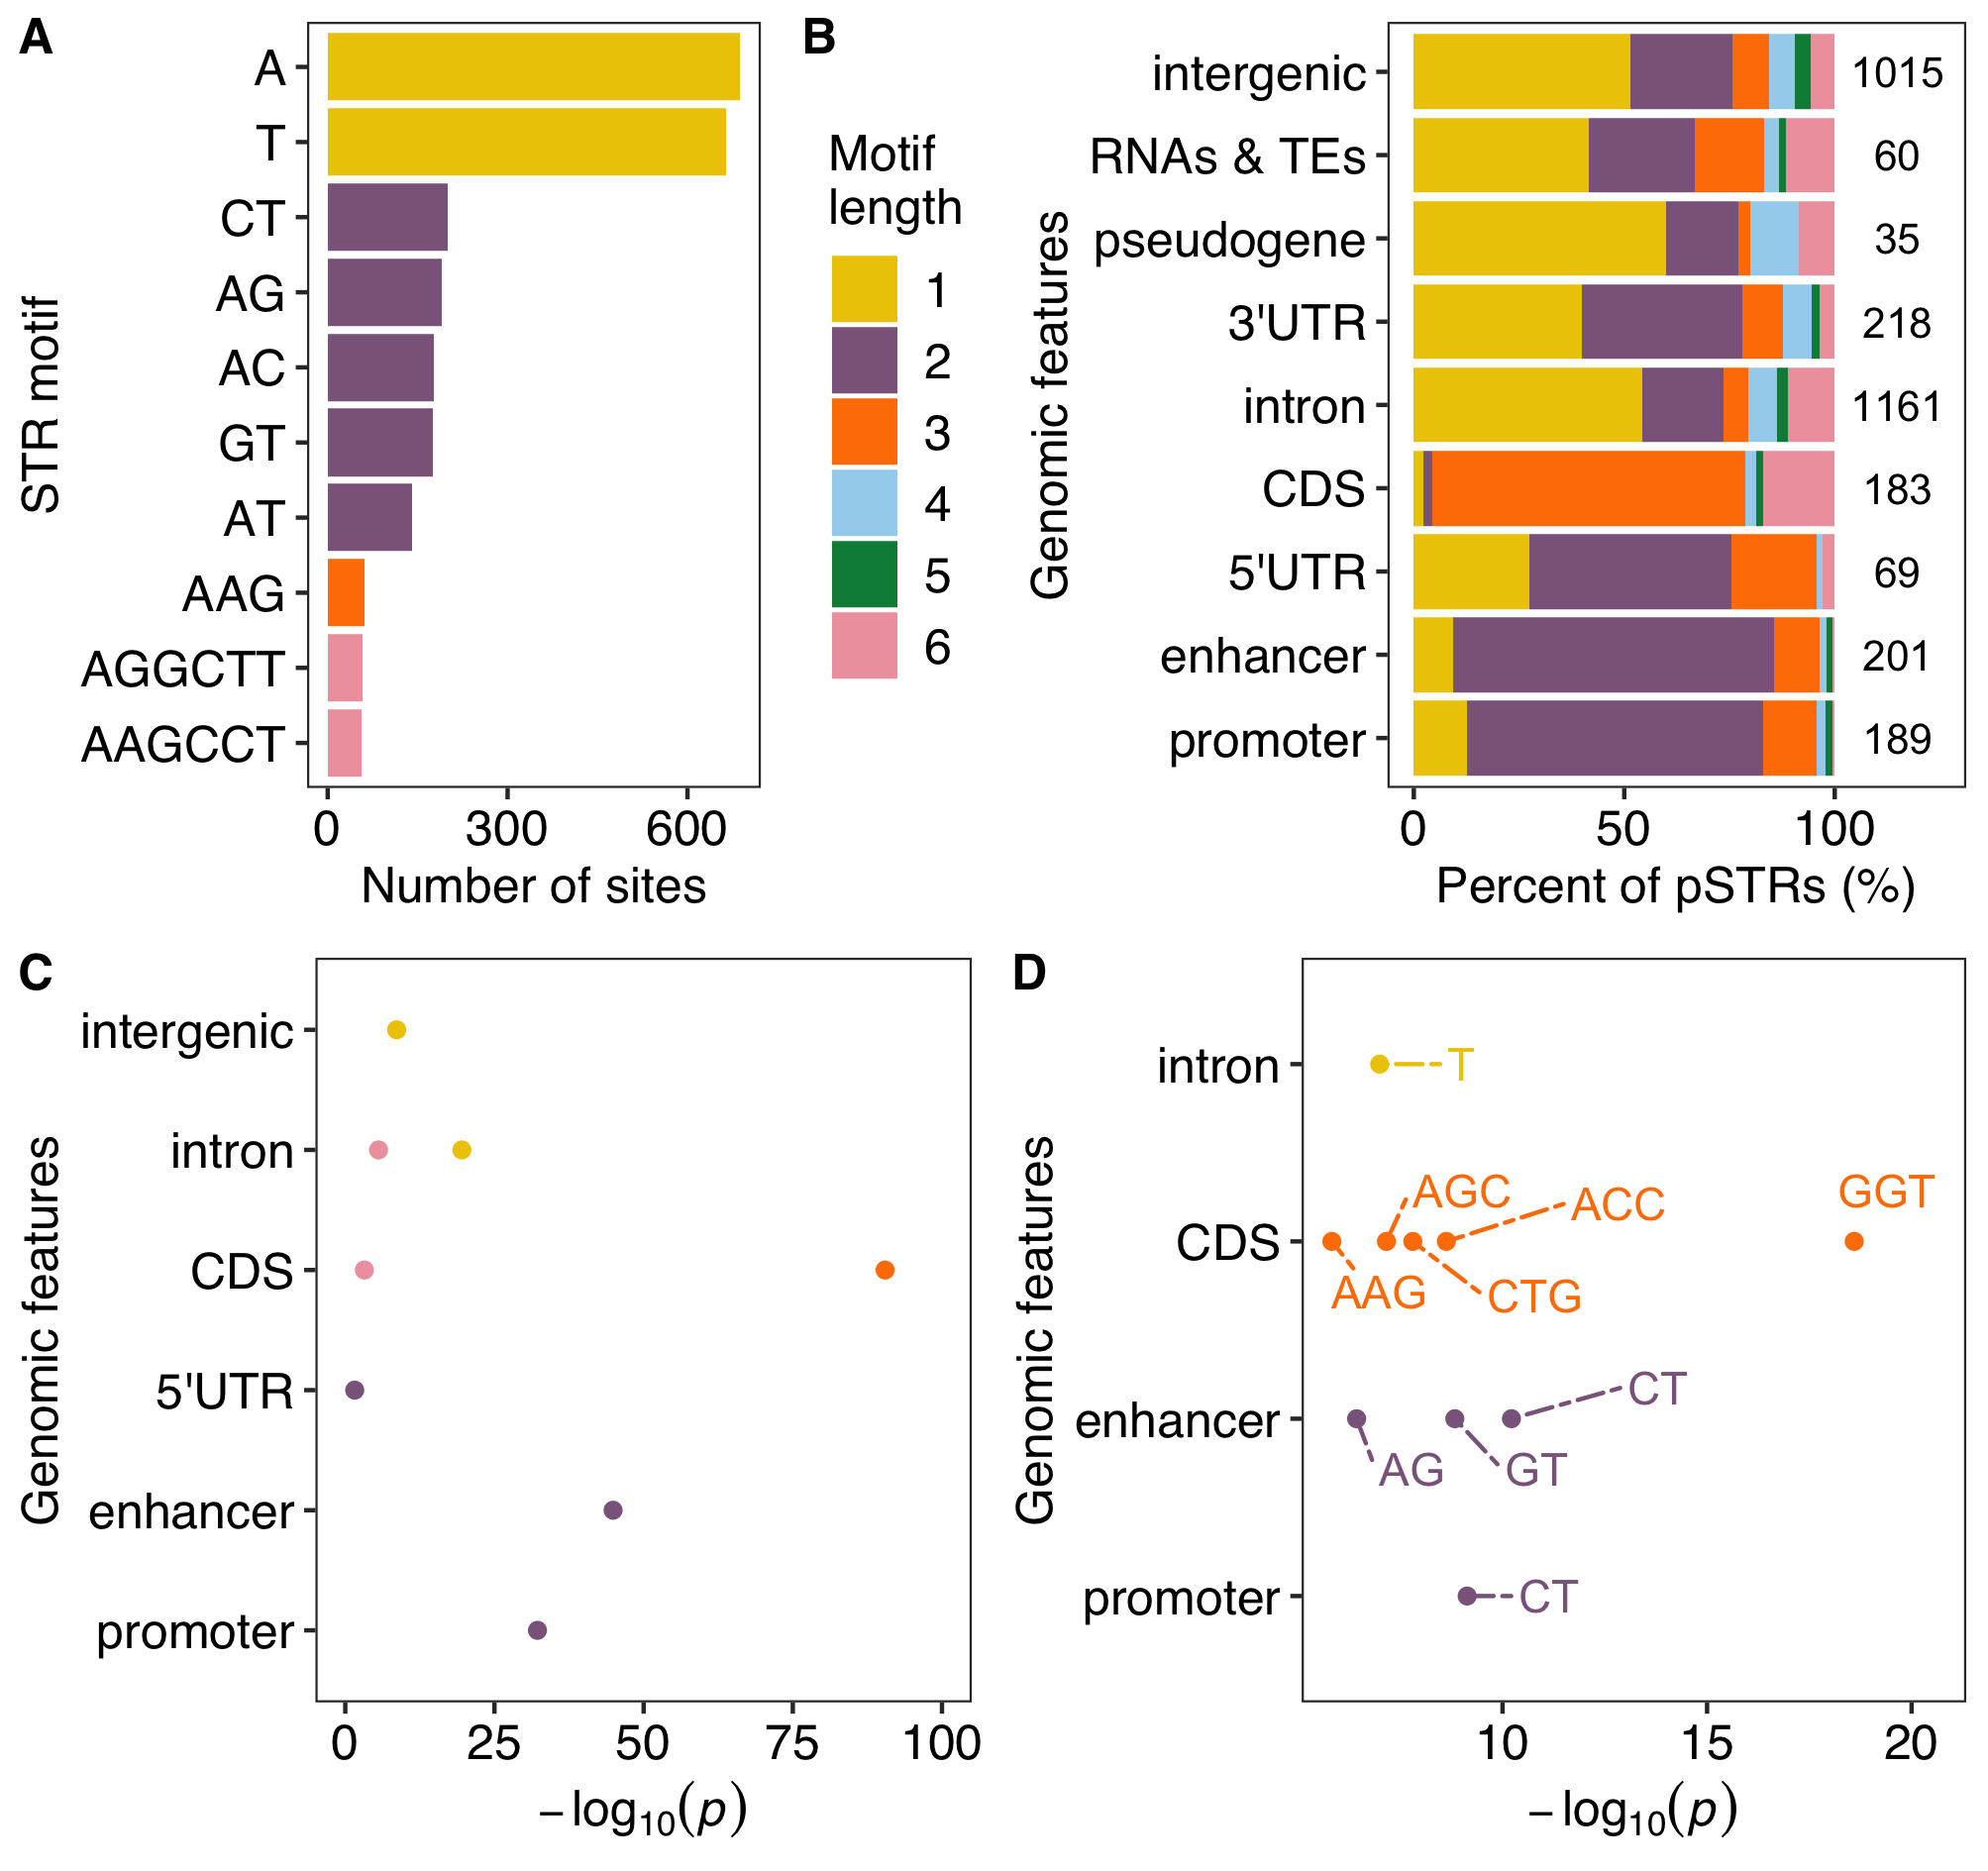 A
STR motif
A
T
CT
AG
AC
GT
AT
AAG
AGGCTT
AAGCCT
0 300 600
Number of sites
Motif
length
1
2
3
4
5
6
B
Genomic features
intergenic 1015
RNAs & TEs 60
pseudogene 35
3'UTR 218
intron 1161
CDS 183
5'UTR 69
enhancer 201
promoter 189
0 50 100
Percent of pSTRs (%)
C
Genomic features
intergenic
intron
CDS
5'UTR
enhancer
promoter
0 25 50 75 100
−log10(p)
D
Genomic features
intron
T
CDS
AGC
ACC
GGT
AAG
CTG
enhancer
CT
AG
GT
promoter
CT
10 15 20
−log10(p)